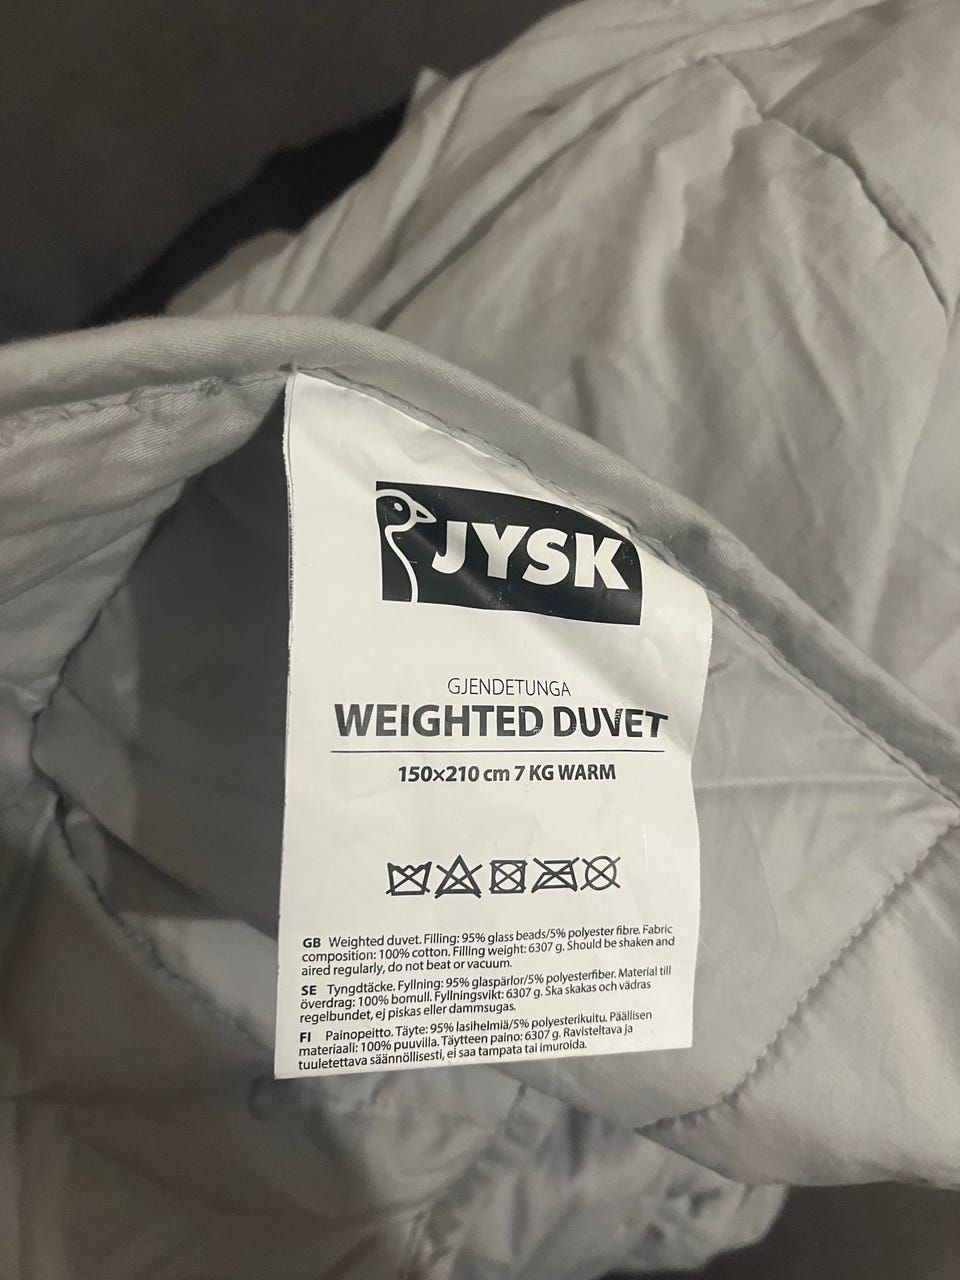 JYSK
GJENDETUNGA
WEIGHTED DUVET
150×210 cm 7 KG WARM
GB Weighted duvet. Filling: 95% glass beads/5% polyester fibre. Fabric
composition: 100% cotton. Filling weight: 6307 g. Should be shaken and
aired regularly, do not beat or vacuum.
SE Tyngdtäcke. Fyllning: 95% glaspärlor/5% polyesterfiber. Material till
överdrag: 100% bomull. Fyllningsvikt: 6307 g. Ska skakas och vädras
regelbundet, ej piskas eller dammsugas.
FI Painopeitto. Täyte: 95% lasihelmiä/5% polyesterikuitu. Päällisen
materiaali: 100% puuvilla. Täytteen paino: 6307 g. Ravisteltava ja
tuuletettava säännöllisesti, ei saa tampata tai imuroida.